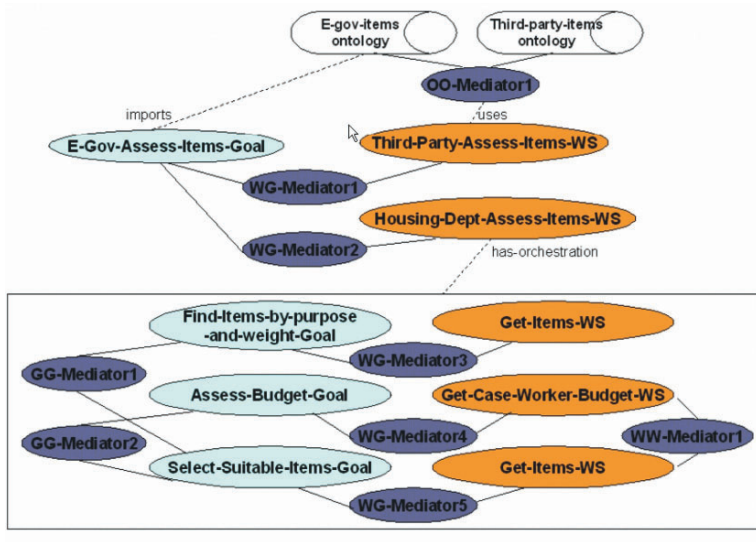 E-gov-items
ontology
Third-party-items
ontology
OO-Mediator1
imports
uses
E-Gov-Assess-Items-Goal
Third-Party-Assess-Items-WS
WG-Mediator1
Housing-Dept-Assess-Items-WS
WG-Mediator2
has-orchestration
Find-Items-by-purpose
-and-weight-Goal
Get-Items-WS
WG-Mediator3
GG-Mediator1
Assess-Budget-Goal
Get-Case-Worker-Budget-WS
GG-Mediator2
WG-Mediator4
WW-Mediator1
Select-Suitable-Items-Goal
Get-Items-WS
WG-Mediator5